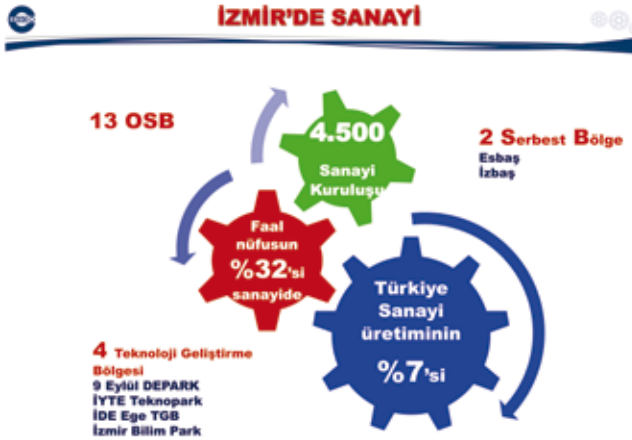 İZMİR'DE SANAYİ
13 OSB
4.500
Sanayi
Kuruluşu
2 Serbest Bölge
Esbaş
İzbaş
Faal
nüfusun
%32'si
sanayide
Türkiye
Sanayi
üretiminin
%7'si
4 Teknoloji Geliştirme
Bölgesi
9 Eylül DEPARK
İYTE Teknopark
İDE Ege TGB
İzmir Bilim Park